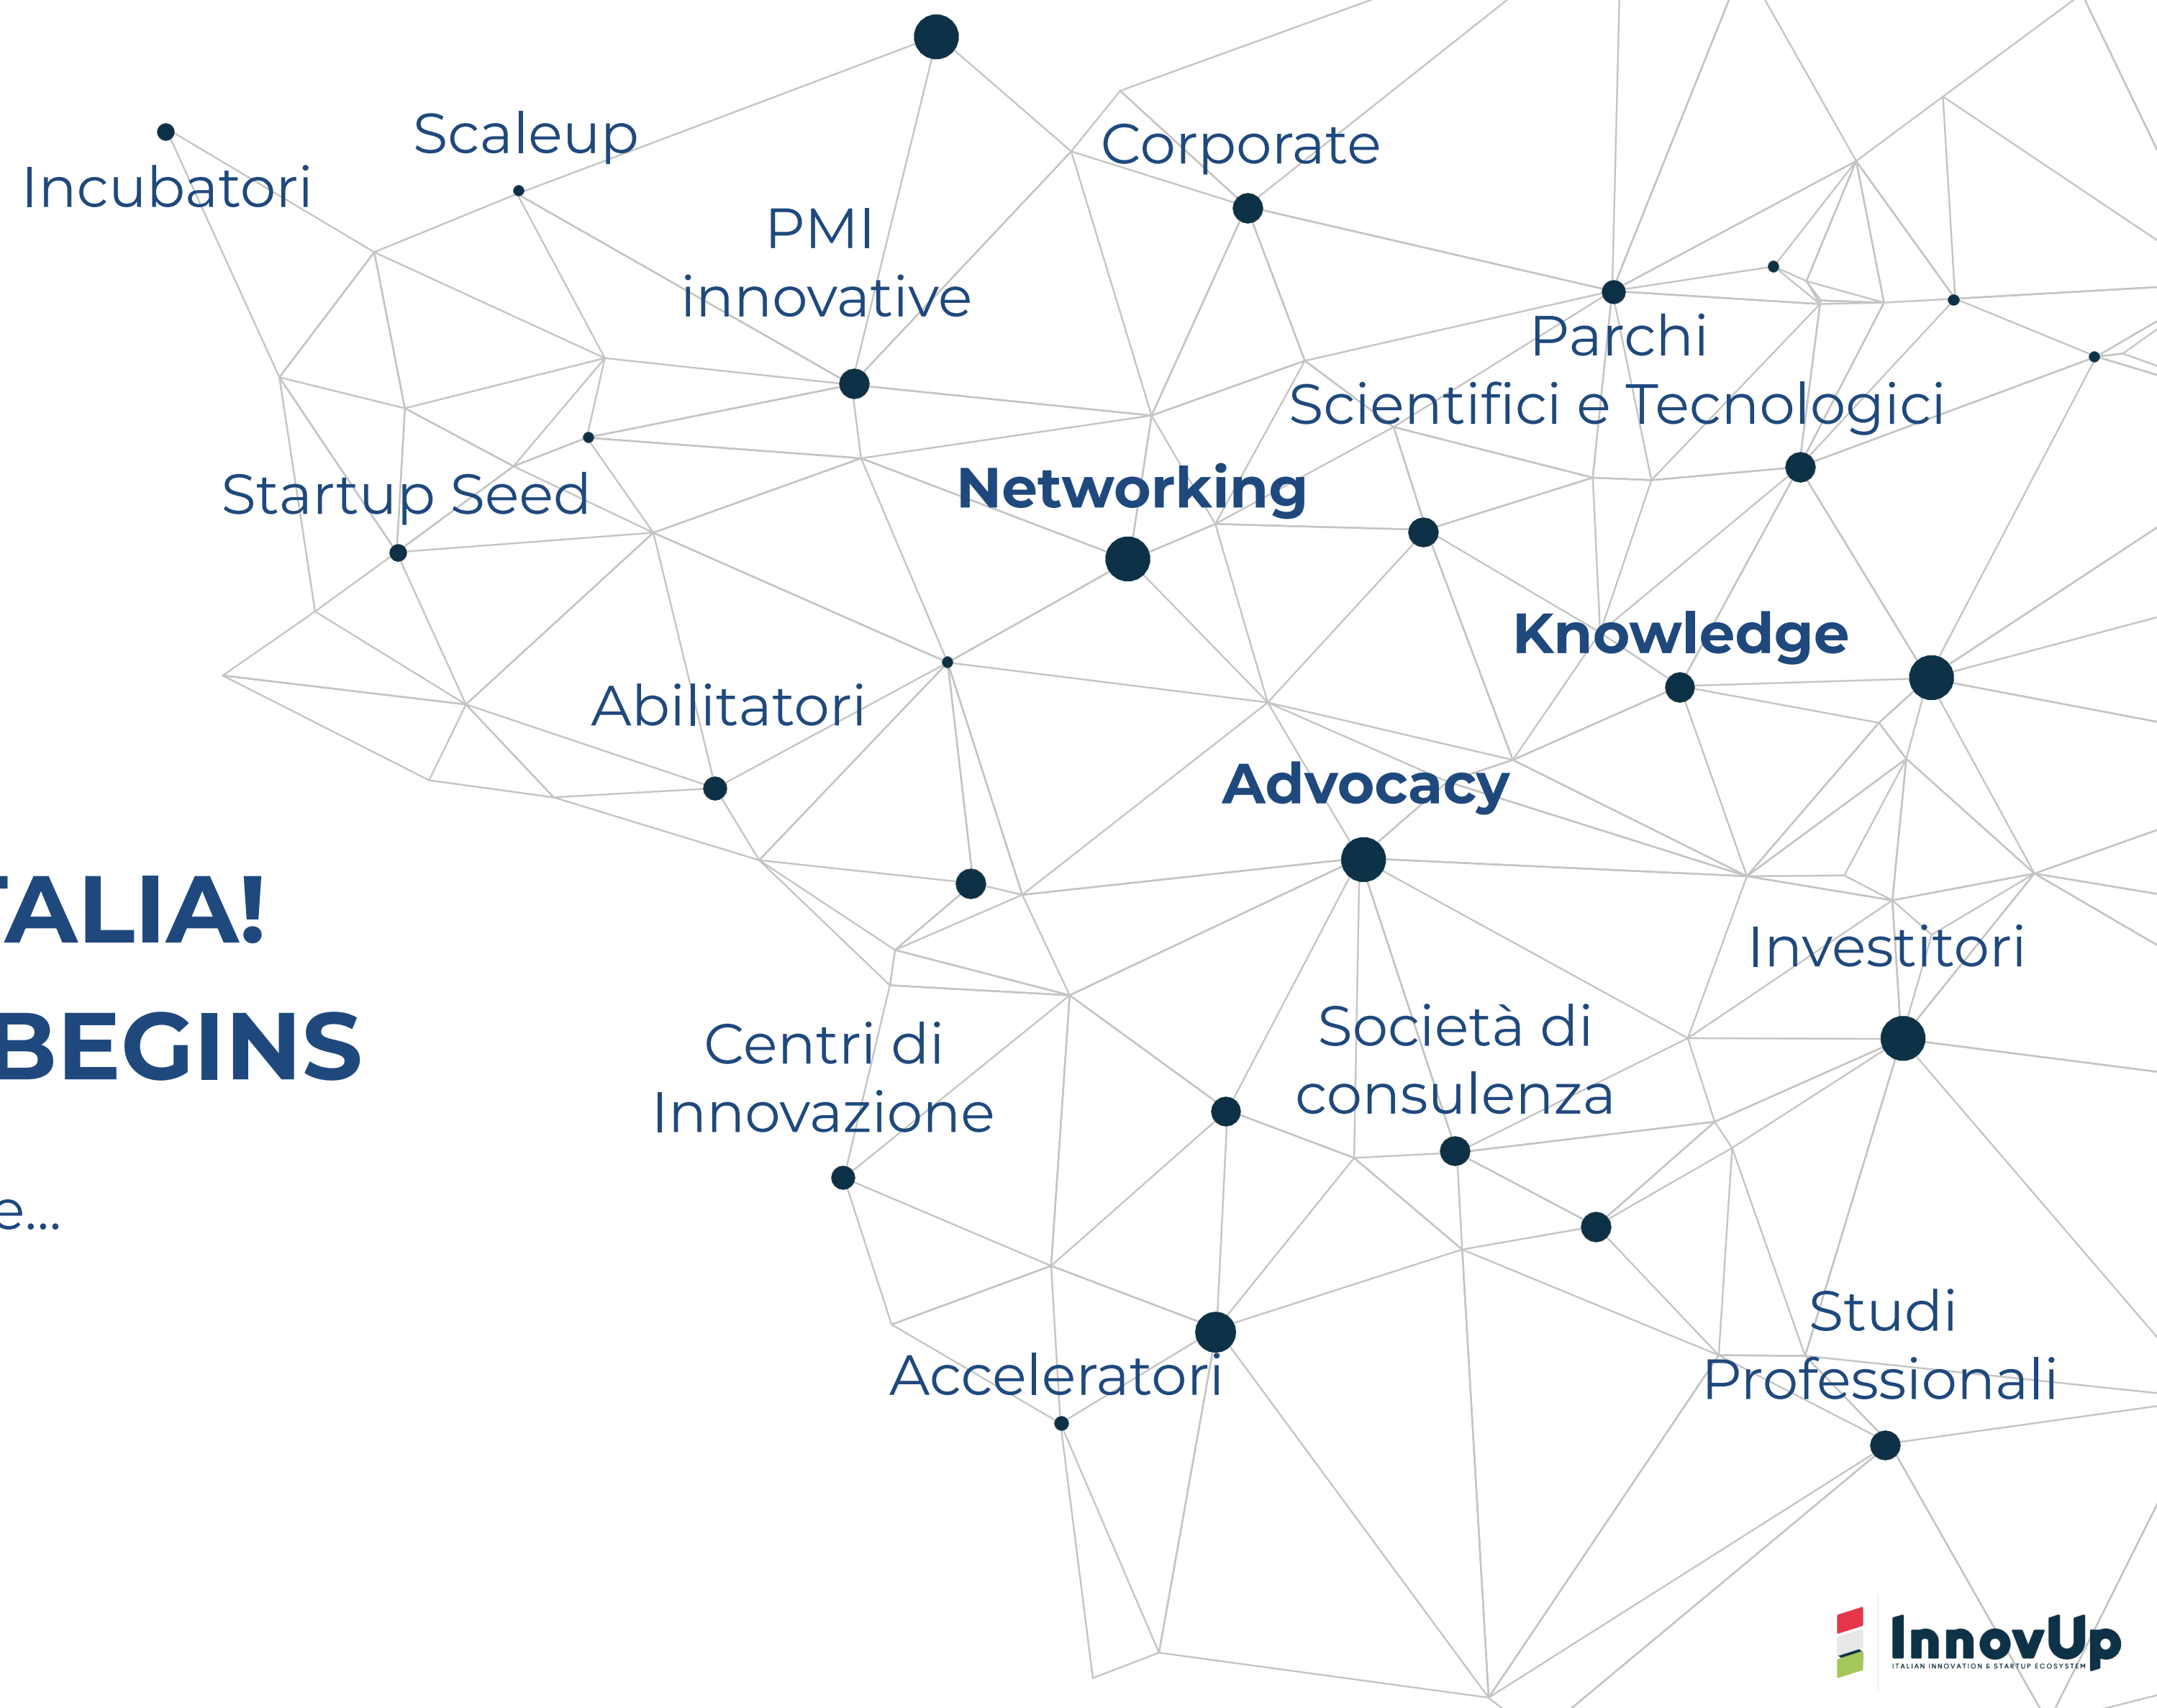 Scaleup
Corporate
Incubatori
PMI
innovative
Parchi
Scientifici e Tecnologici
Startup Seed
Networking
Knowledge
Abilitatori
Advocacy
TALIA!
BEGINS
e...
Investitori
Società di
consulenza
Centri di
Innovazione
Studi
Professionali
Acceleratori
InnovUp
ITALIAN INNOVATION & STARTUP ECOSYSTEM